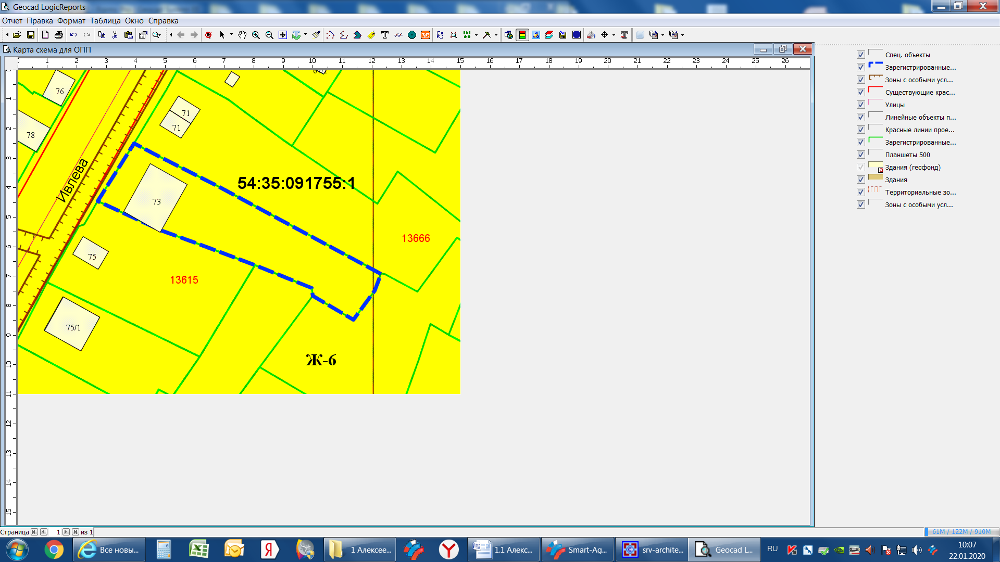 Geocad LogicReports
Отчет Правка Формат Таблица Окно Справка
Карта схема для ОПП
0 1 2 3 4 5 6 7 8 9 10 11 12 13 14 15 16 17 18 19 20 21 22 23 24 25 26
1
2
3
4
5
6
7
8
9
10
11
12
13
14
15
76
78
71
71
Ивлева
73
54:35:091755:1
75
13615
13666
75/1
Ж-6
Спец. объекты
Зарегистрированные...
Зоны с особыми усл...
Существующие крас...
Улицы
Линейные объекты п...
Красные линии прое...
Зарегистрированные...
Планшеты 500
Здания (геофонд)
Здания
Территориальные зо...
Зоны с особыми усл...
Страница 1 из 1
61M / 122M / 910M
Все новы...
1 Алексее...
1.1 Алекс...
Smart-Ag...
srv-archite...
Geocad L...
RU
10:07
22.01.2020